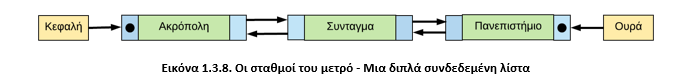 Κεφαλή Ακρόπολη Συνταγμα Πανεπιστήμιο Ουρά
Εικόνα 1.3.8. Οι σταθμοί του μετρό - Μια διπλά συνδεδεμένη λίστα